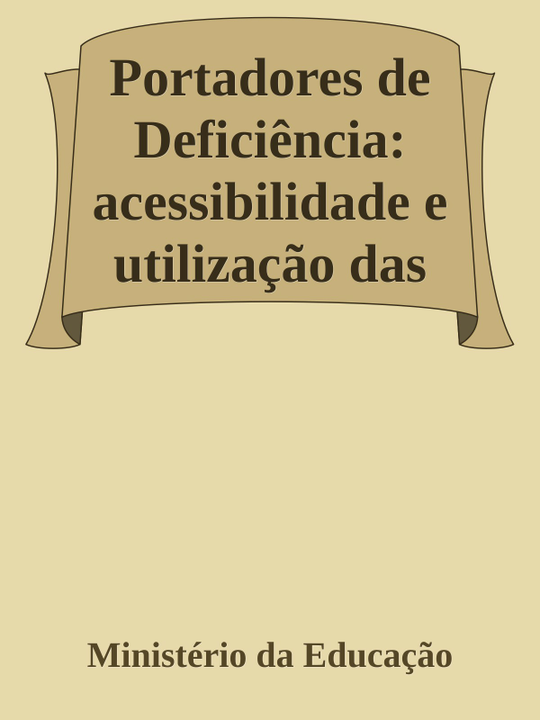 Portadores de
Deficiência:
acessibilidade e
utilização das
Ministério da Educação